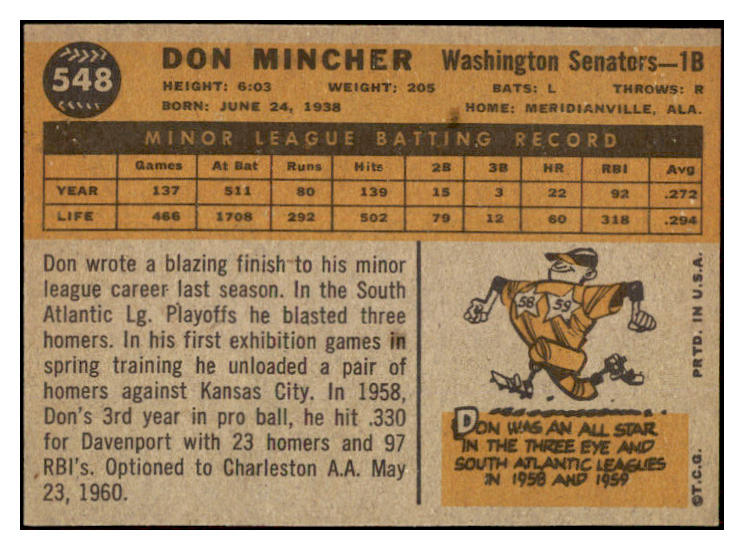 548
DON MINCHER Washington Senators—1B
HEIGHT: 6:03 WEIGHT: 205 BATS: L THROWS: R
BORN: JUNE 24, 1938 HOME: MERIDIANVILLE, ALA.
MINOR LEAGUE BATTING RECORD
Games At Bat Runs Hits 2B 3B HR RBI Avg
YEAR 137 511 80 139 15 3 22 92 .272
LIFE 466 1708 292 502 79 12 60 318 .294
Don wrote a blazing finish to his minor
league career last season. In the South
Atlantic Lg. Playoffs he blasted three
homers. In his first exhibition games in
spring training he unloaded a pair of
homers against Kansas City. In 1958,
Don's 3rd year in pro ball, he hit .330
for Davenport with 23 homers and 97
RBI's. Optioned to Charleston A.A. May
23, 1960.
58 59
DON WAS AN ALL STAR
IN THE THREE EYE AND
SOUTH ATLANTIC LEAGUES
IN 1958 AND 1959
©T.C.G. PRTD. IN U.S.A.